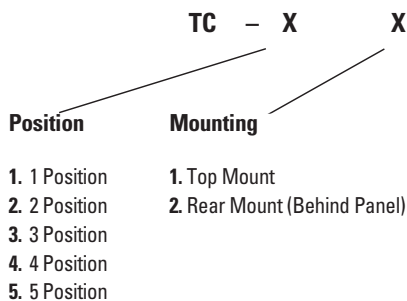 TC – X X
Position Mounting
1. 1 Position 1. Top Mount
2. 2 Position 2. Rear Mount (Behind Panel)
3. 3 Position
4. 4 Position
5. 5 Position